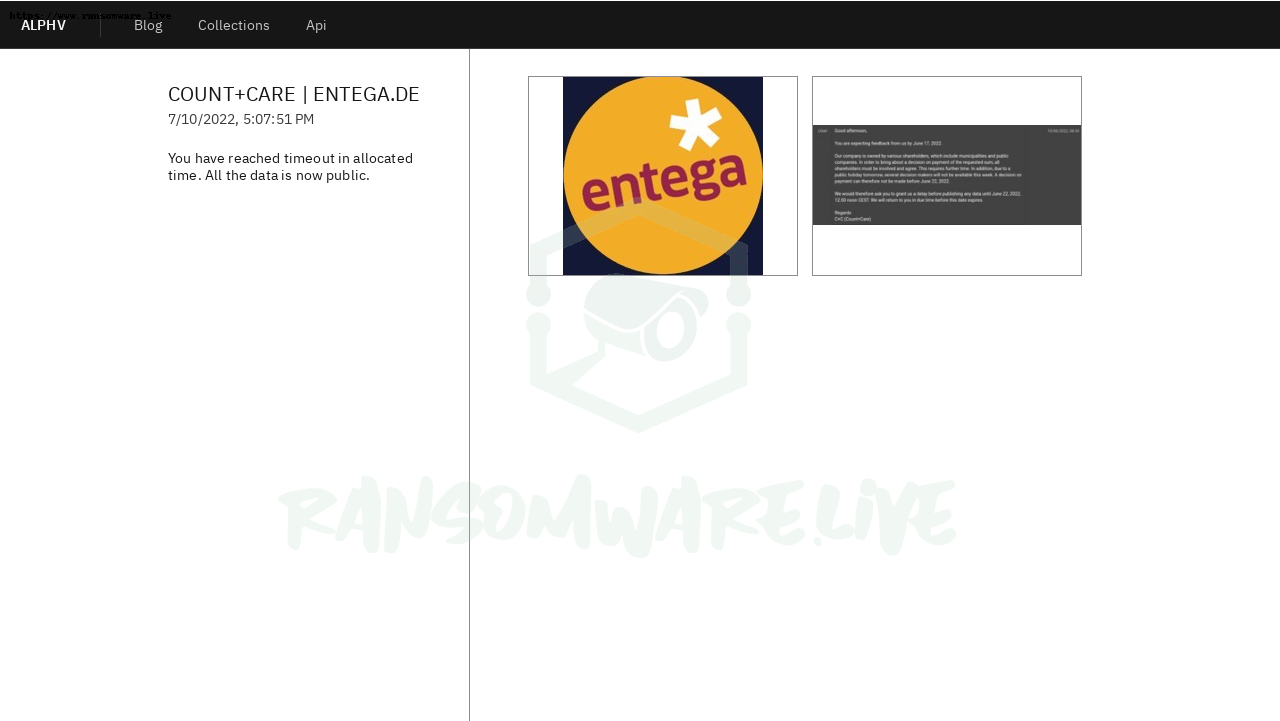 https://www.ransomware.live
ALPHV
Blog
Collections
Api
COUNT+CARE | ENTEGA.DE
7/10/2022, 5:07:51 PM
You have reached timeout in allocated
time. All the data is now public.
entega
User
Good afternoon,
You are expecting feedback from us by June 17, 2022.
Our company is owned by various shareholders, which include municipalities and public
companies. In order to bring about a decision on payment of the requested sum, all
shareholders must be involved and agree. This requires further time. In addition, due to a
public holiday tomorrow, several decision makers will not be available this week. A decision on
payment can therefore not be made before June 22, 2022.
We would therefore ask you to grant us a delay before publishing any data until June 22, 2022,
12.00 noon CEST. We will return to you in due time before this date expires.
Regards
C+C (Count+Care)
RANSOMWARE.LIVE